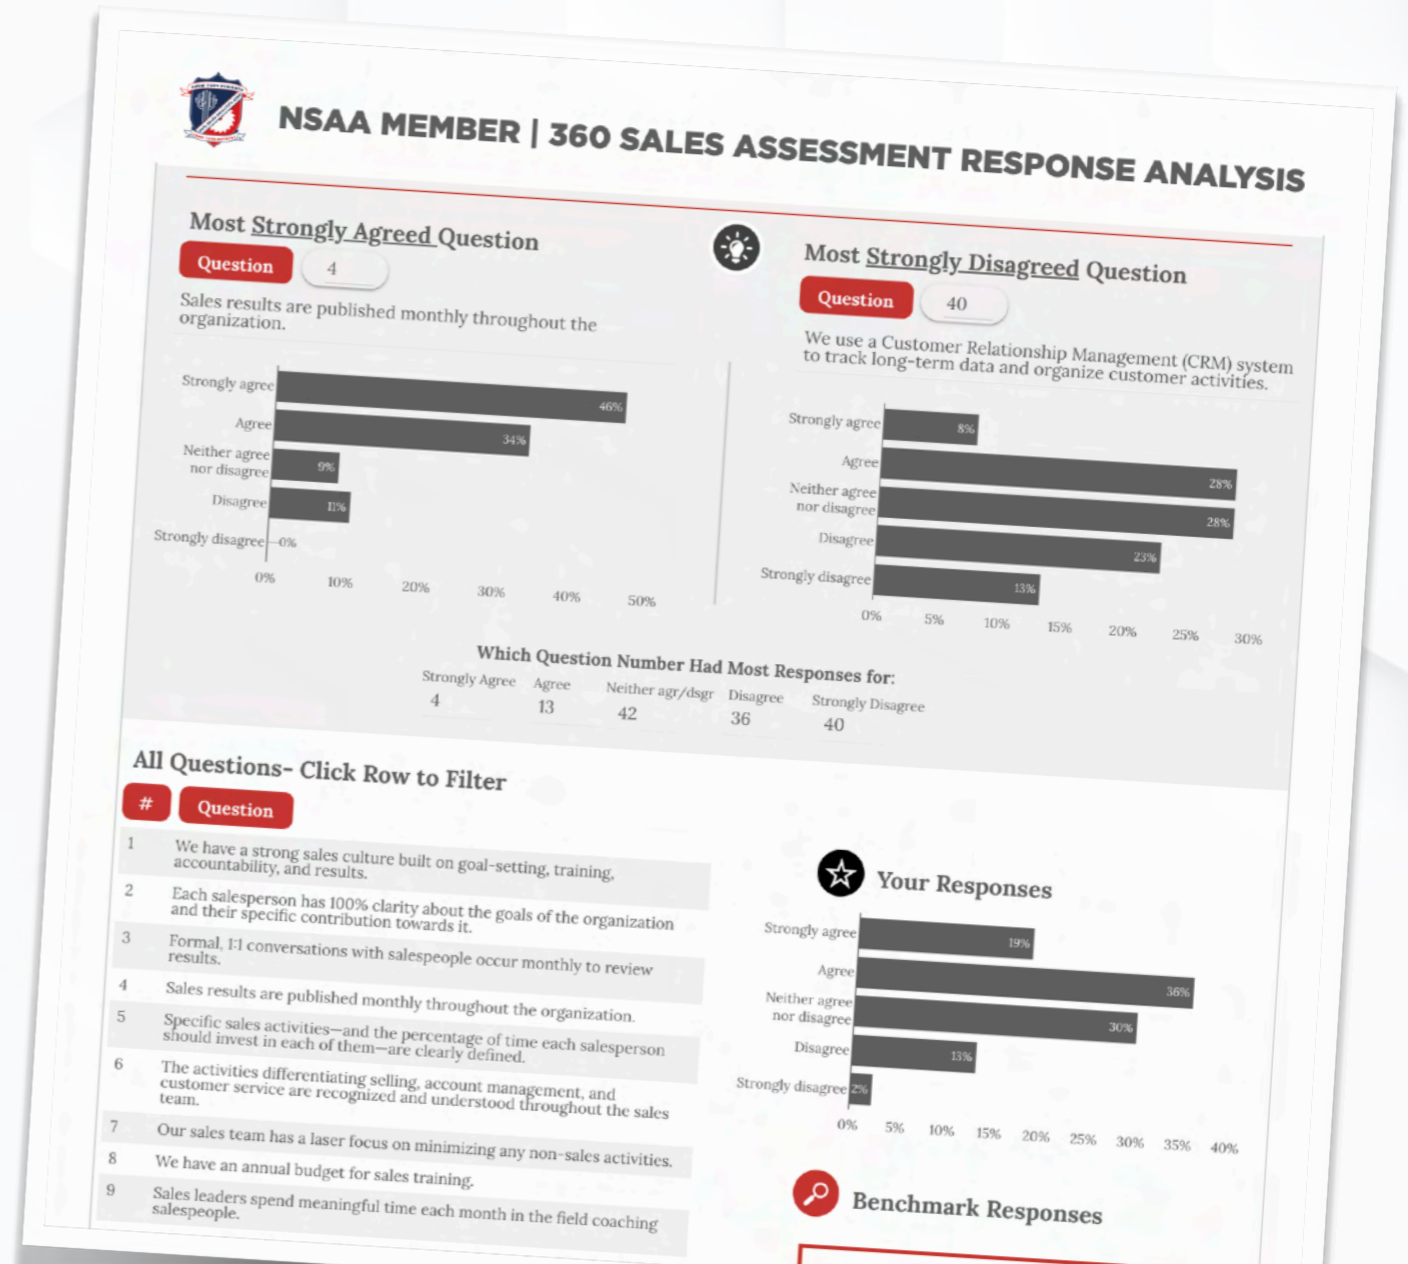 NSAA MEMBER | 360 SALES ASSESSMENT RESPONSE ANALYSIS
Most Strongly Agreed Question
Question 4
Sales results are published monthly throughout the
organization.
Strongly agree 46%
Agree 34%
Neither agree
nor disagree 9%
Disagree 11%
Strongly disagree 0%
0% 10% 20% 30% 40% 50%
Most Strongly Disagreed Question
Question 40
We use a Customer Relationship Management (CRM) system
to track long-term data and organize customer activities.
Strongly agree 8%
Agree 28%
Neither agree
nor disagree 28%
Disagree 23%
Strongly disagree 13%
0% 5% 10% 15% 20% 25% 30%
Which Question Number Had Most Responses for:
Strongly Agree Agree Neither agr/dsgr Disagree Strongly Disagree
4 13 42 36 40
All Questions- Click Row to Filter
# Question
1 We have a strong sales culture built on goal-setting, training,
accountability, and results.
2 Each salesperson has 100% clarity about the goals of the organization
and their specific contribution towards it.
3 Formal, 1:1 conversations with salespeople occur monthly to review
results.
4 Sales results are published monthly throughout the organization.
5 Specific sales activities—and the percentage of time each salesperson
should invest in each of them—are clearly defined.
6 The activities differentiating selling, account management, and
customer service are recognized and understood throughout the sales
team.
7 Our sales team has a laser focus on minimizing any non-sales activities.
8 We have an annual budget for sales training.
9 Sales leaders spend meaningful time each month in the field coaching
salespeople.
Your Responses
Strongly agree 19%
Agree 36%
Neither agree
nor disagree 30%
Disagree 13%
Strongly disagree 2%
0% 5% 10% 15% 20% 25% 30% 35% 40%
Benchmark Responses